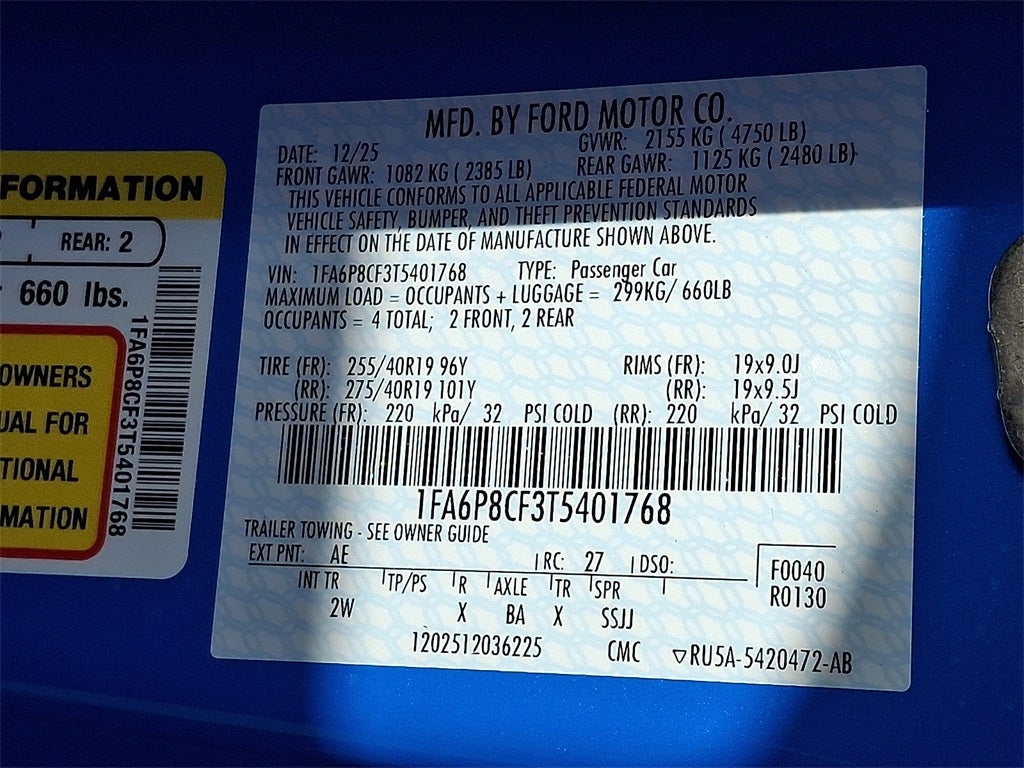 FORMATION
REAR: 2
660 lbs.
OWNERS
UAL FOR
TIONAL
MATION
1FA6P8CF3T5401768
MFD. BY FORD MOTOR CO.
DATE: 12/25 GVWR: 2155 KG ( 4750 LB)
FRONT GAWR: 1082 KG ( 2385 LB) REAR GAWR: 1125 KG ( 2480 LB)
THIS VEHICLE CONFORMS TO ALL APPLICABLE FEDERAL MOTOR
VEHICLE SAFETY, BUMPER, AND THEFT PREVENTION STANDARDS
IN EFFECT ON THE DATE OF MANUFACTURE SHOWN ABOVE.
VIN: 1FA6P8CF3T5401768 TYPE: Passenger Car
MAXIMUM LOAD = OCCUPANTS + LUGGAGE = 299KG/ 660LB
OCCUPANTS = 4 TOTAL; 2 FRONT, 2 REAR
TIRE (FR): 255/40R19 96Y RIMS (FR): 19x9.0J
(RR): 275/40R19 101Y (RR): 19x9.5J
PRESSURE (FR): 220 kPa/ 32 PSI COLD (RR): 220 kPa/ 32 PSI COLD
1FA6P8CF3T5401768
TRAILER TOWING - SEE OWNER GUIDE
EXT PNT: AE RC: 27 DSO: F0040
INT TR TP/PS R AXLE TR SPR R0130
2W X BA X SSJJ
1202512036225 CMC ▽RU5A-5420472-AB